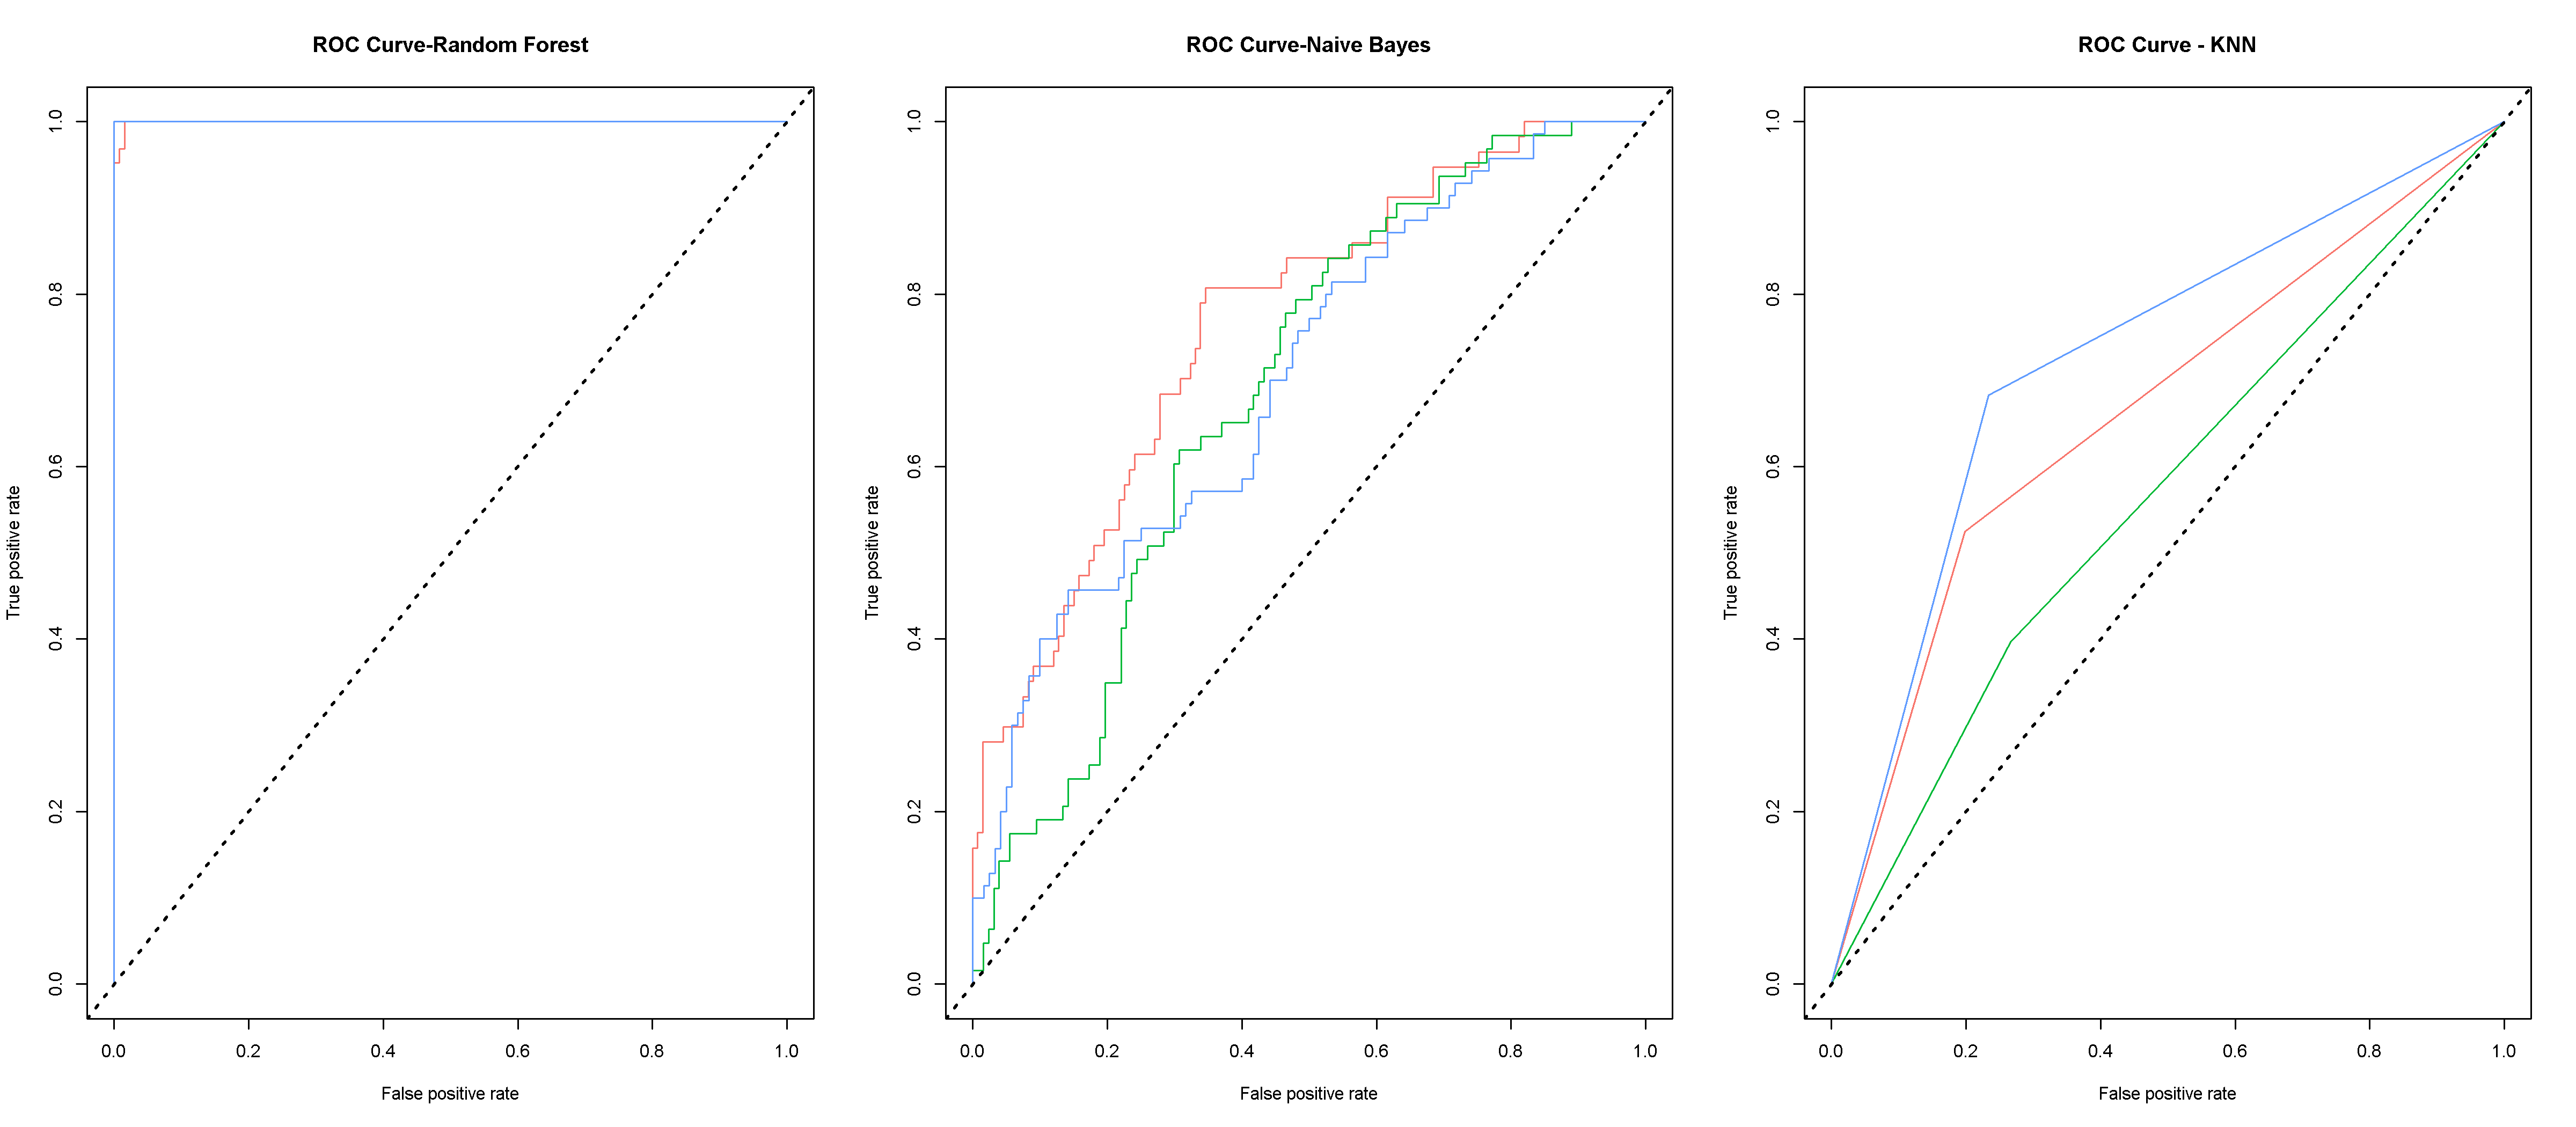 ROC Curve-Random Forest
True positive rate
1.0
0.8
0.6
0.4
0.2
0.0
0.0 0.2 0.4 0.6 0.8 1.0
False positive rate
ROC Curve-Naive Bayes
True positive rate
1.0
0.8
0.6
0.4
0.2
0.0
0.0 0.2 0.4 0.6 0.8 1.0
False positive rate
ROC Curve - KNN
True positive rate
1.0
0.8
0.6
0.4
0.2
0.0
0.0 0.2 0.4 0.6 0.8 1.0
False positive rate